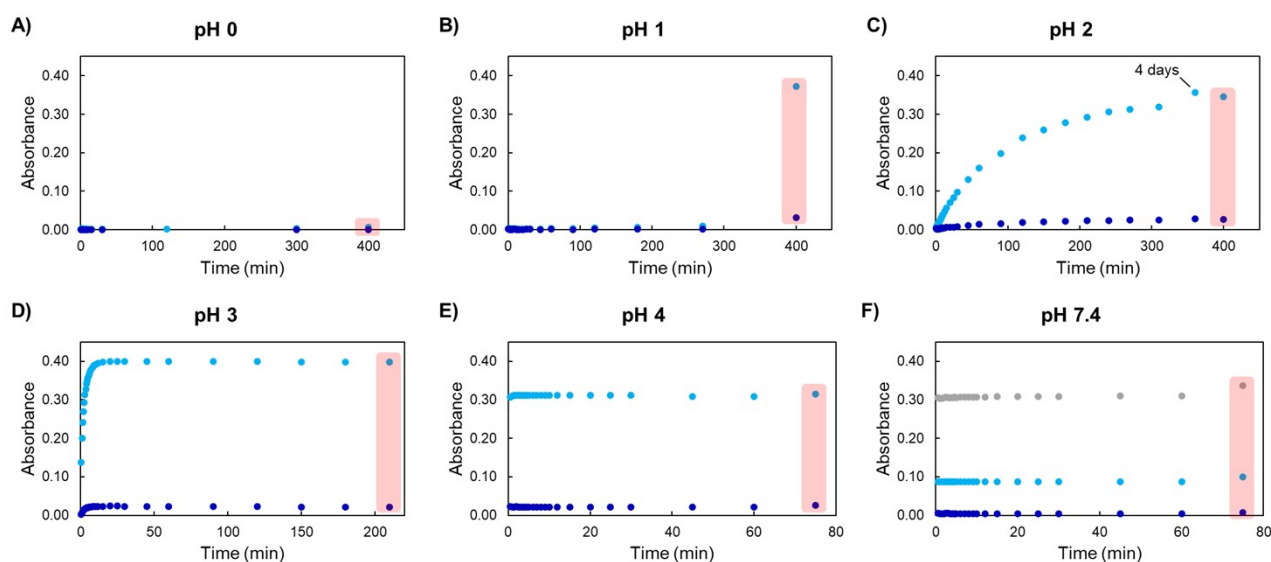 A) pH 0
Absorbance
0.40
0.30
0.20
0.10
0.00
0 100 200 300 400
Time (min)
B) pH 1
Absorbance
0.40
0.30
0.20
0.10
0.00
0 100 200 300 400
Time (min)
C) pH 2
4 days
Absorbance
0.40
0.30
0.20
0.10
0.00
0 100 200 300 400
Time (min)
D) pH 3
Absorbance
0.40
0.30
0.20
0.10
0.00
0 50 100 150 200
Time (min)
E) pH 4
Absorbance
0.40
0.30
0.20
0.10
0.00
0 20 40 60 80
Time (min)
F) pH 7.4
Absorbance
0.40
0.30
0.20
0.10
0.00
0 20 40 60 80
Time (min)